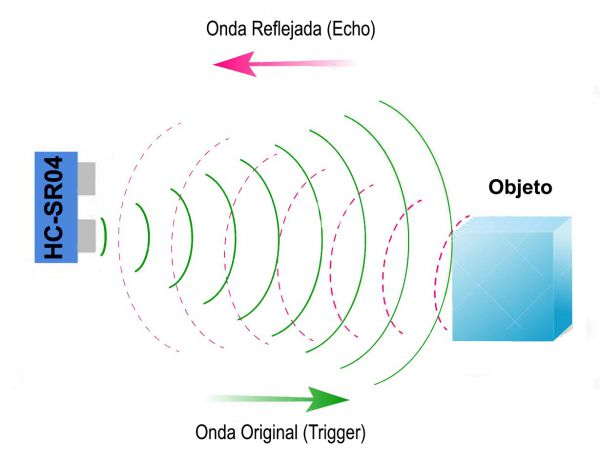 Onda Reflejada (Echo)
HC-SR04
Objeto
Onda Original (Trigger)